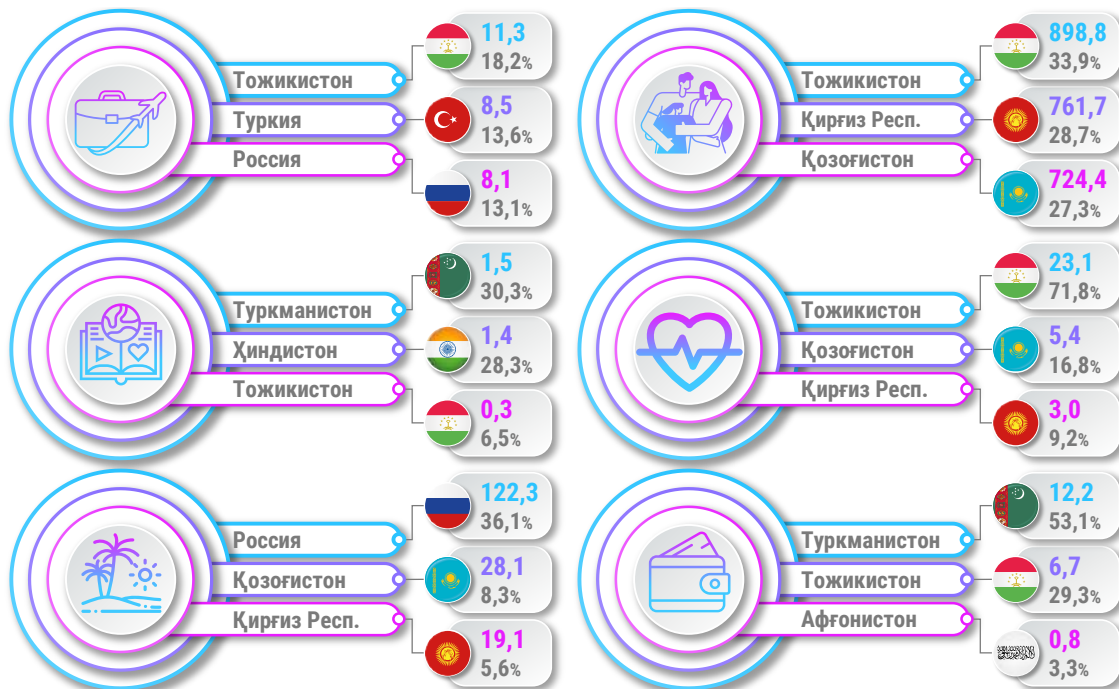 Тожикистон
11,3
18,2%
Туркия
8,5
13,6%
Россия
8,1
13,1%
Тожикистон
898,8
33,9%
Қирғиз Респ.
761,7
28,7%
Қозоғистон
724,4
27,3%
Туркманистон
1,5
30,3%
Ҳиндистон
1,4
28,3%
Тожикистон
0,3
6,5%
Тожикистон
23,1
71,8%
Қозоғистон
5,4
16,8%
Қирғиз Респ.
3,0
9,2%
Россия
122,3
36,1%
Қозоғистон
28,1
8,3%
Қирғиз Респ.
19,1
5,6%
Туркманистон
12,2
53,1%
Тожикистон
6,7
29,3%
Афғонистон
0,8
3,3%